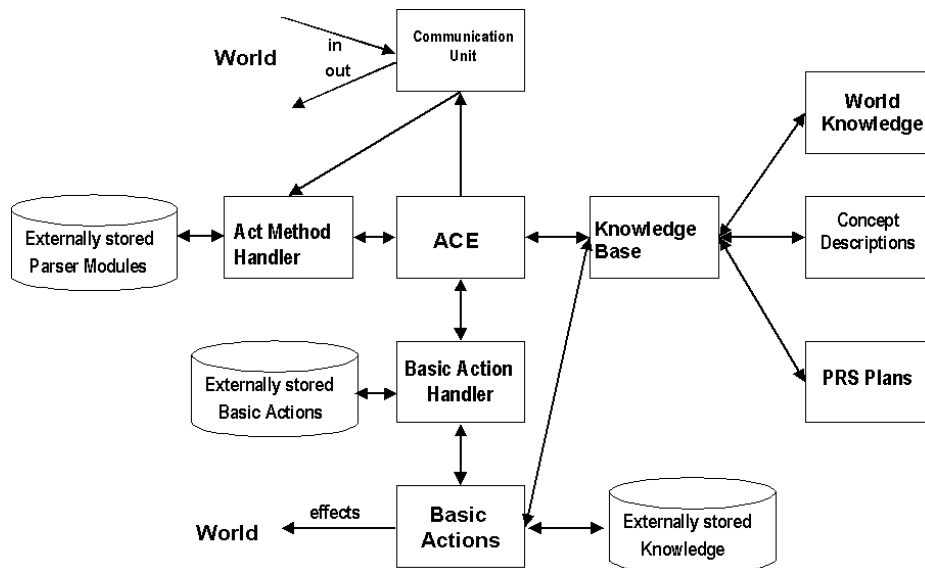 Communication
Unit
World
in
out
World
Knowledge
Externally stored
Parser Modules
Act Method
Handler
ACE
Knowledge
Base
Concept
Descriptions
Externally stored
Basic Actions
Basic Action
Handler
PRS Plans
World
effects
Basic
Actions
Externally stored
Knowledge